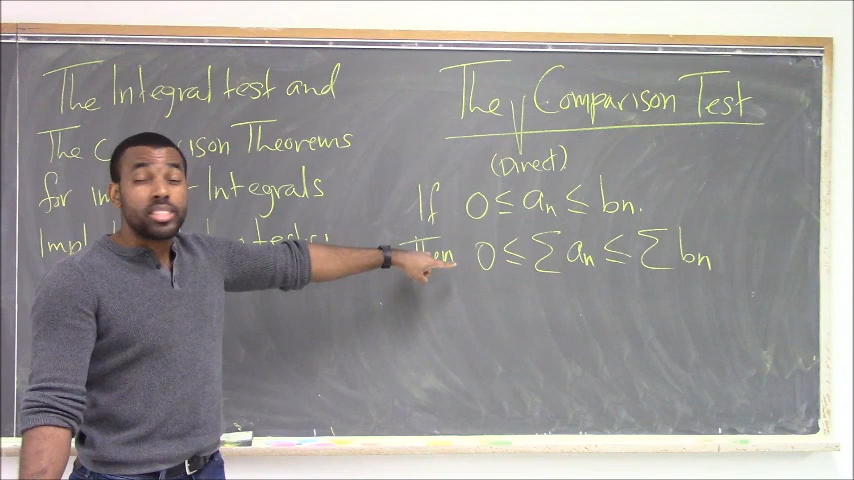 The Integral test and
The Theorems
for Integrals
The Comparison Test
(Direct)
If 0 ≤ an ≤ bn.
Then 0 ≤ ∑ an ≤ ∑ bn